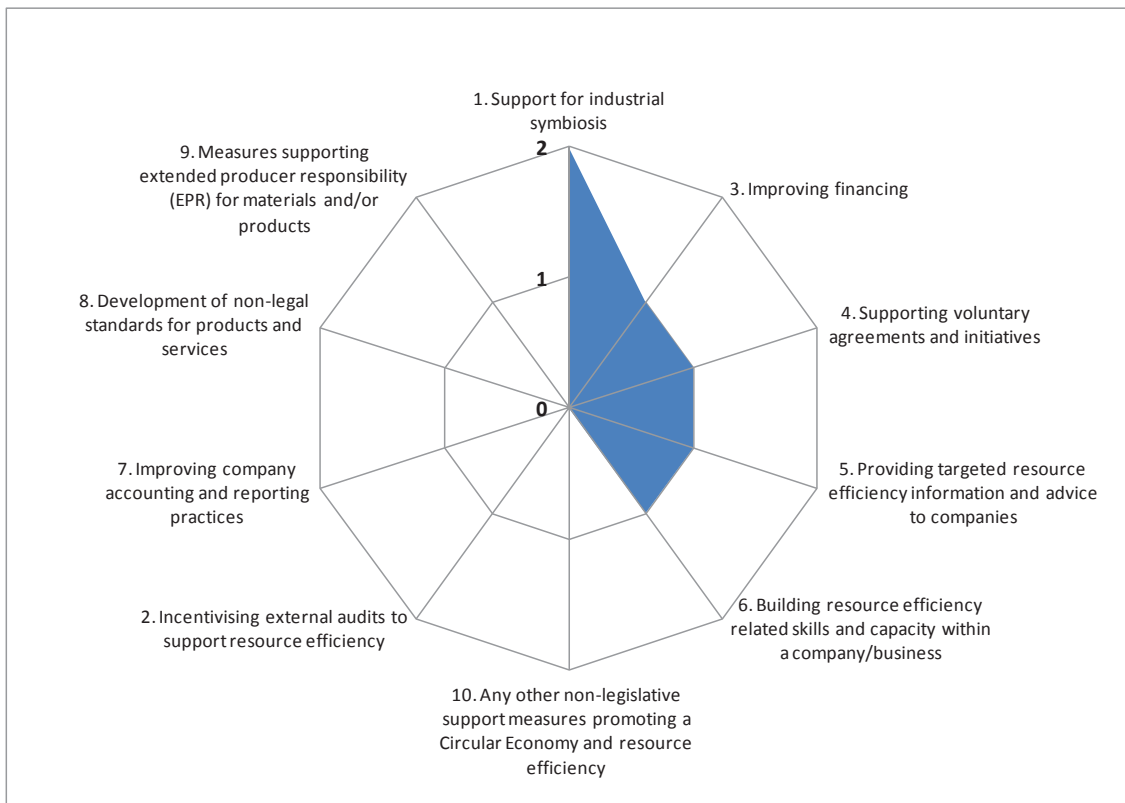 1. Support for industrial
symbiosis
2
9. Measures supporting
extended producer responsibility
(EPR) for materials and/or
products
3. Improving financing
1
8. Development of non-legal
standards for products and
services
4. Supporting voluntary
agreements and initiatives
0
7. Improving company
accounting and reporting
practices
5. Providing targeted resource
efficiency information and advice
to companies
2. Incentivising external audits to
support resource efficiency
6. Building resource efficiency
related skills and capacity within
a company/business
10. Any other non-legislative
support measures promoting a
Circular Economy and resource
efficiency